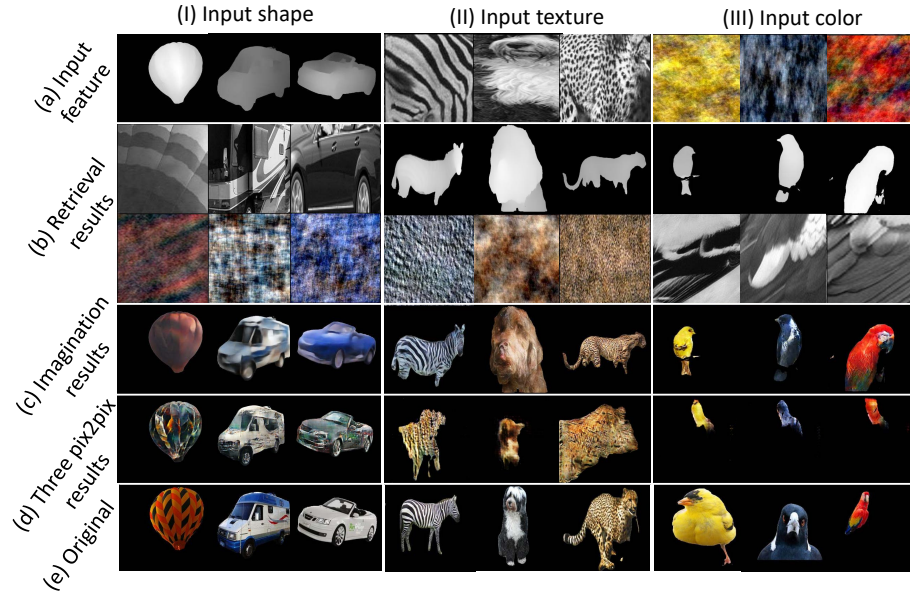 (I) Input shape
(II) Input texture
(III) Input color
(a) Input
feature
(b) Retrieval
results
(c) Imagination
results
(d) Three pix2pix
results
(e) Original